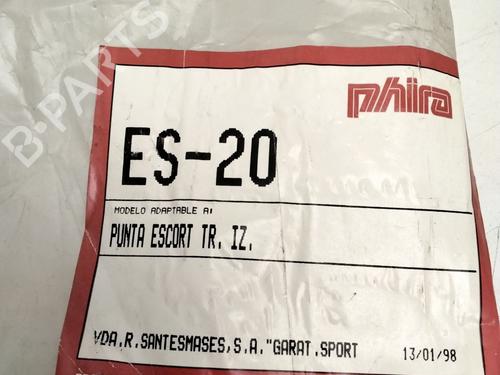 phira
ES-20
MODELO ADAPTABLE A:
PUNTA ESCORT TR. IZ.
VDA.R.SANTESMASES,S.A."GARAT.SPORT 13/01/98
B-PARTS